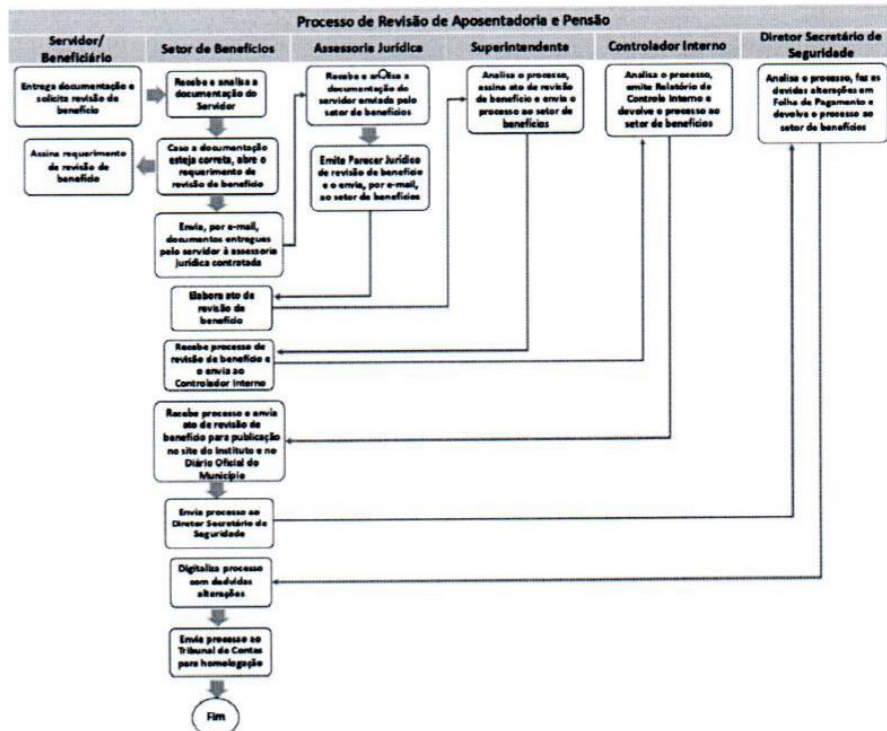 Processo de Revisão de Aposentadoria e Pensão
Servidor/
Beneficiário
Setor de Benefícios
Assessoria Jurídica
Superintendente
Controlador Interno
Diretor Secretário de
Seguridade
Entrega documentação e
solicita revisão de
benefício
Recebe e analisa a
documentação do
Servidor
Recebe e analisa a
documentação do
servidor enviada pelo
setor de benefícios
Analisa o processo,
assina ato de revisão
de benefício e envia o
processo ao setor de
benefícios
Analisa o processo,
emite Relatório de
Controle Interno e
devolve o processo ao
setor de benefícios
Analisa o processo, faz as
devidas alterações em
Folha de Pagamento e
devolve o processo ao
setor de benefícios
Assina requerimento
de revisão de
benefício
Caso a documentação
esteja correta, abre o
requerimento de
revisão de benefício
Emite Parecer Jurídico
de revisão de benefício
e o envia, por e-mail,
ao setor de benefícios
Envia, por e-mail,
documentos entregues
pelo servidor à assessoria
jurídica contratada
Elabora ato de
revisão de
benefício
Recebe processo de
revisão de benefício e
o envia ao
Controlador Interno
Recebe processo e envia
ato de revisão de
benefício para publicação
no site do Instituto e no
Diário Oficial do
Município
Envia processo ao
Diretor Secretário de
Seguridade
Digitaliza processo
com
alterações
Envia processo ao
Tribunal de Contas
para homologação
Fim